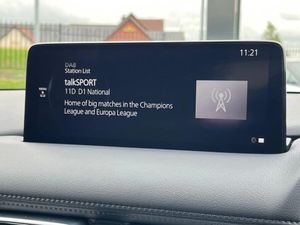 11:21
DAB
Station List
talkSPORT
11D D1 National
Home of big matches in the Champions
League and Europa League